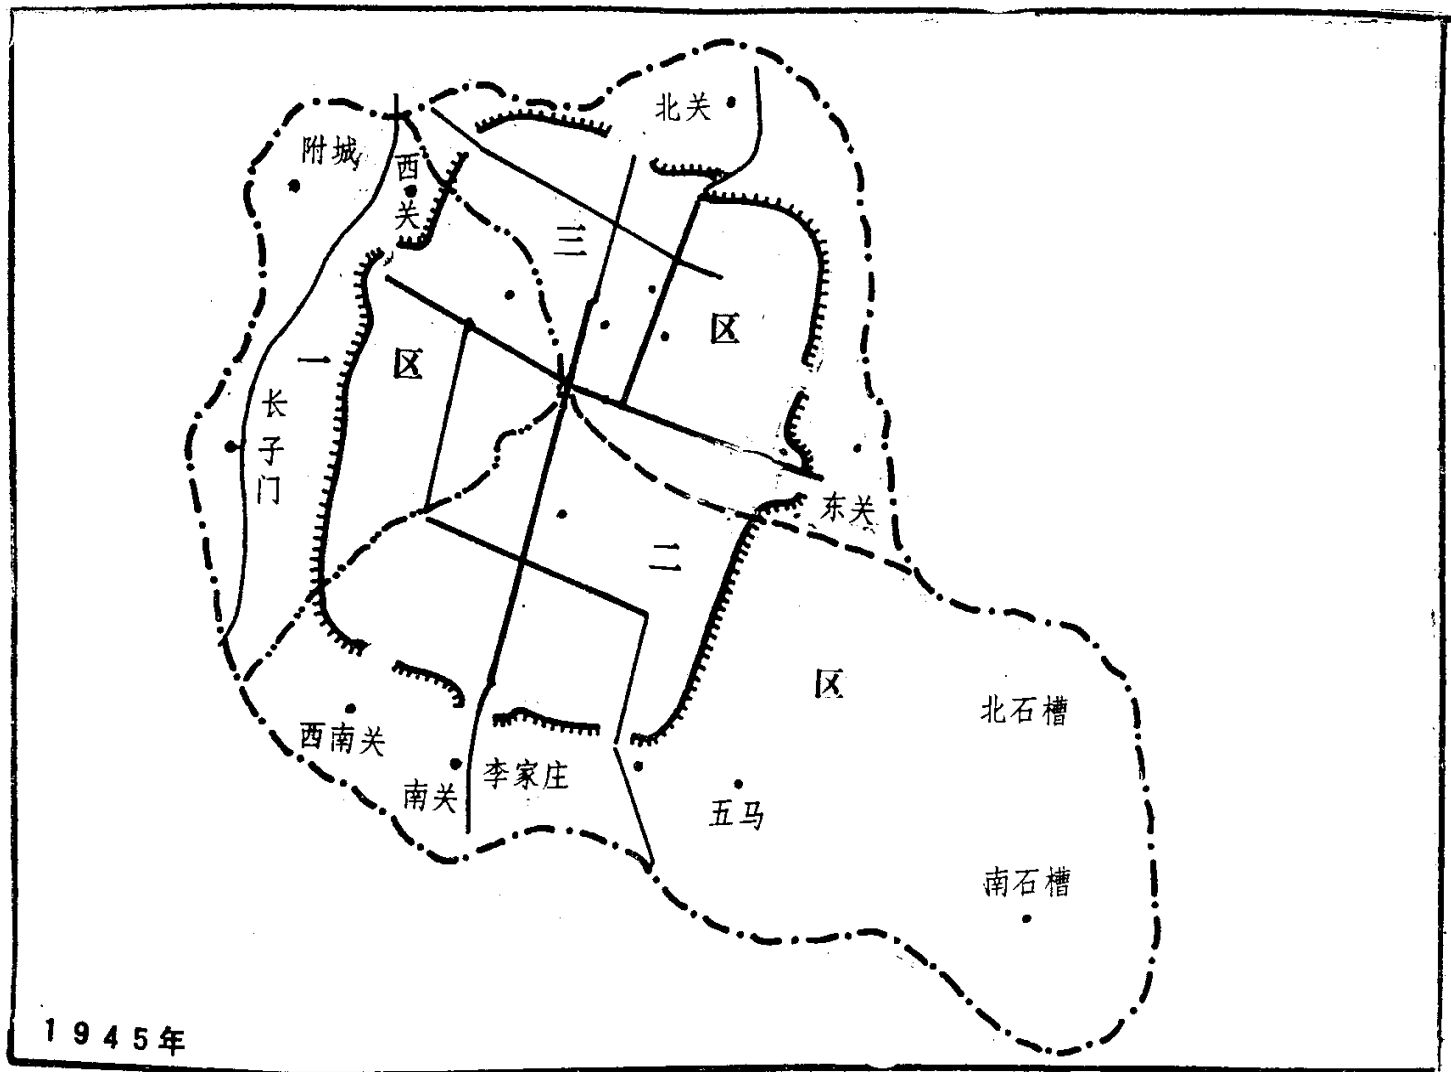 北关
附城
西关
三区
一区
长子门
东关
二区
北石槽
西南关
李家庄
南关
五马
南石槽
1945年